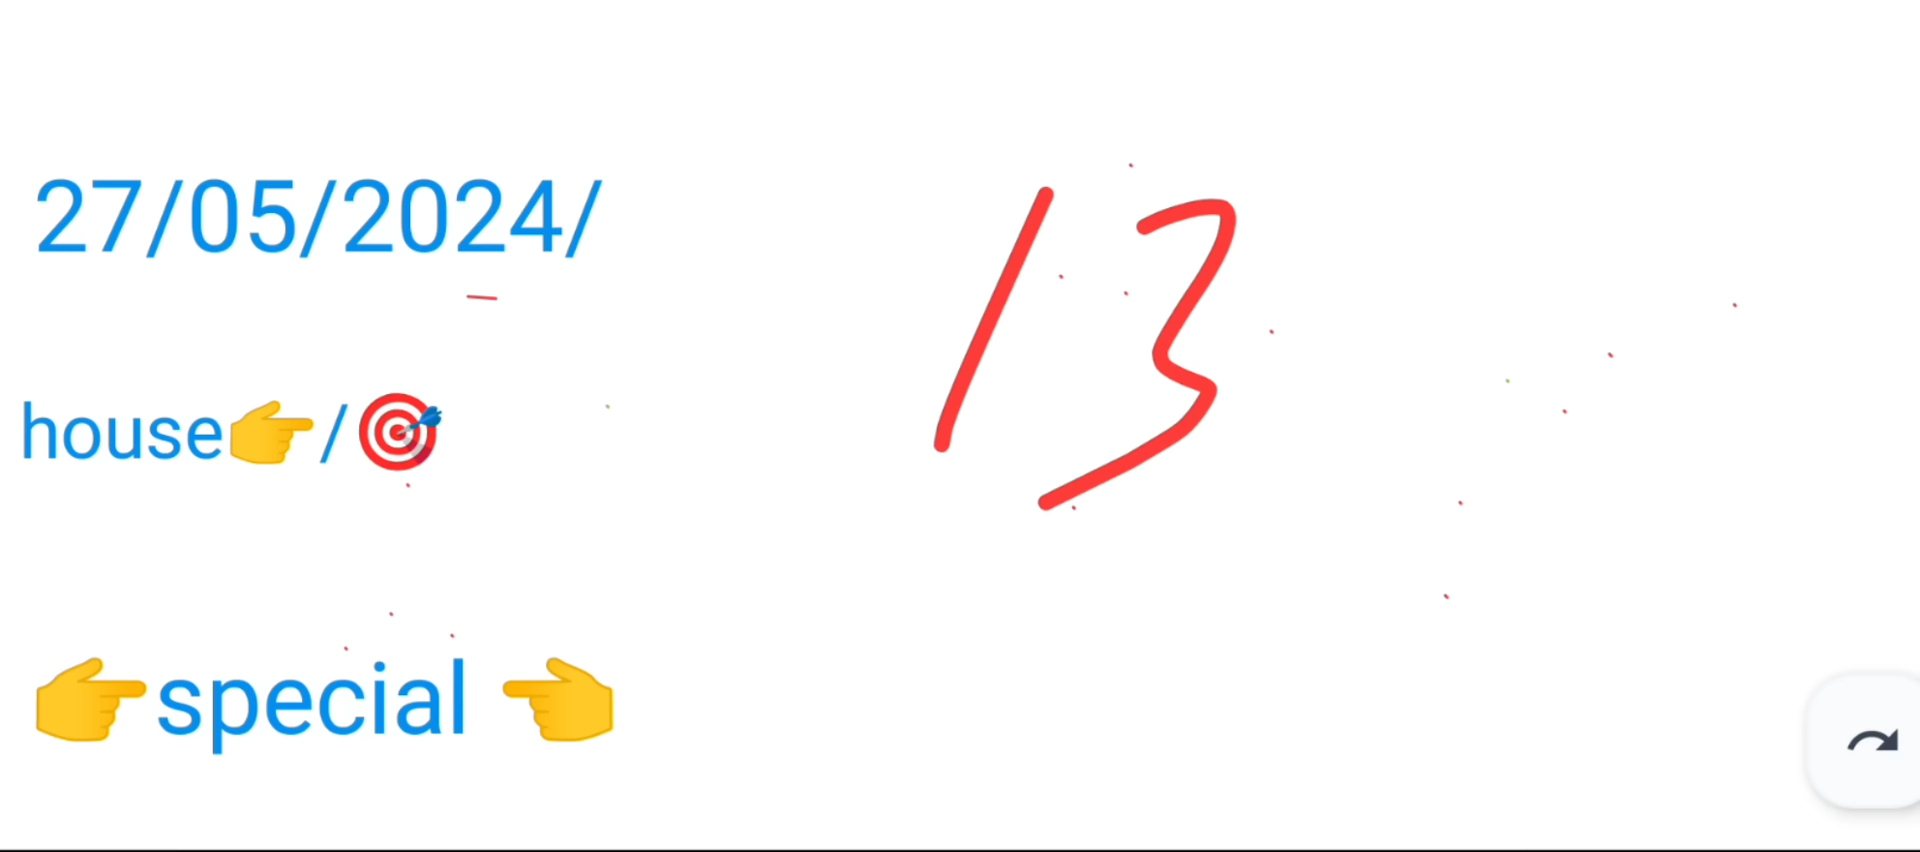 27/05/2024/
13
house👉/🎯
👉special 👈